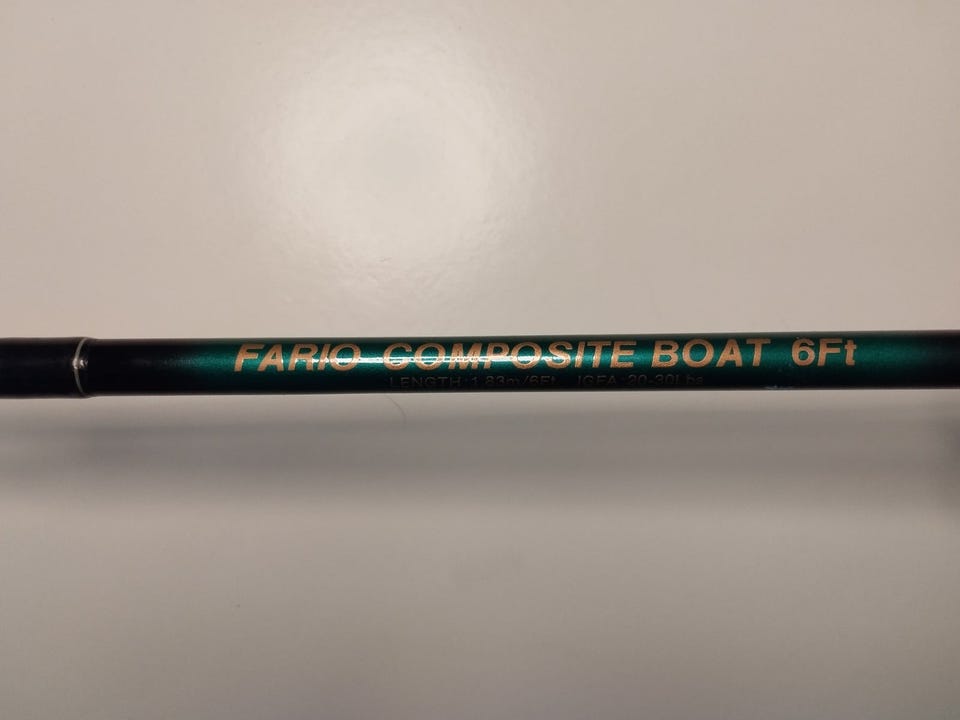 FARIO COMPOSITE BOAT 6Ft
LENGTH:1.83m/6Ft. IGFA:20-30Lbs